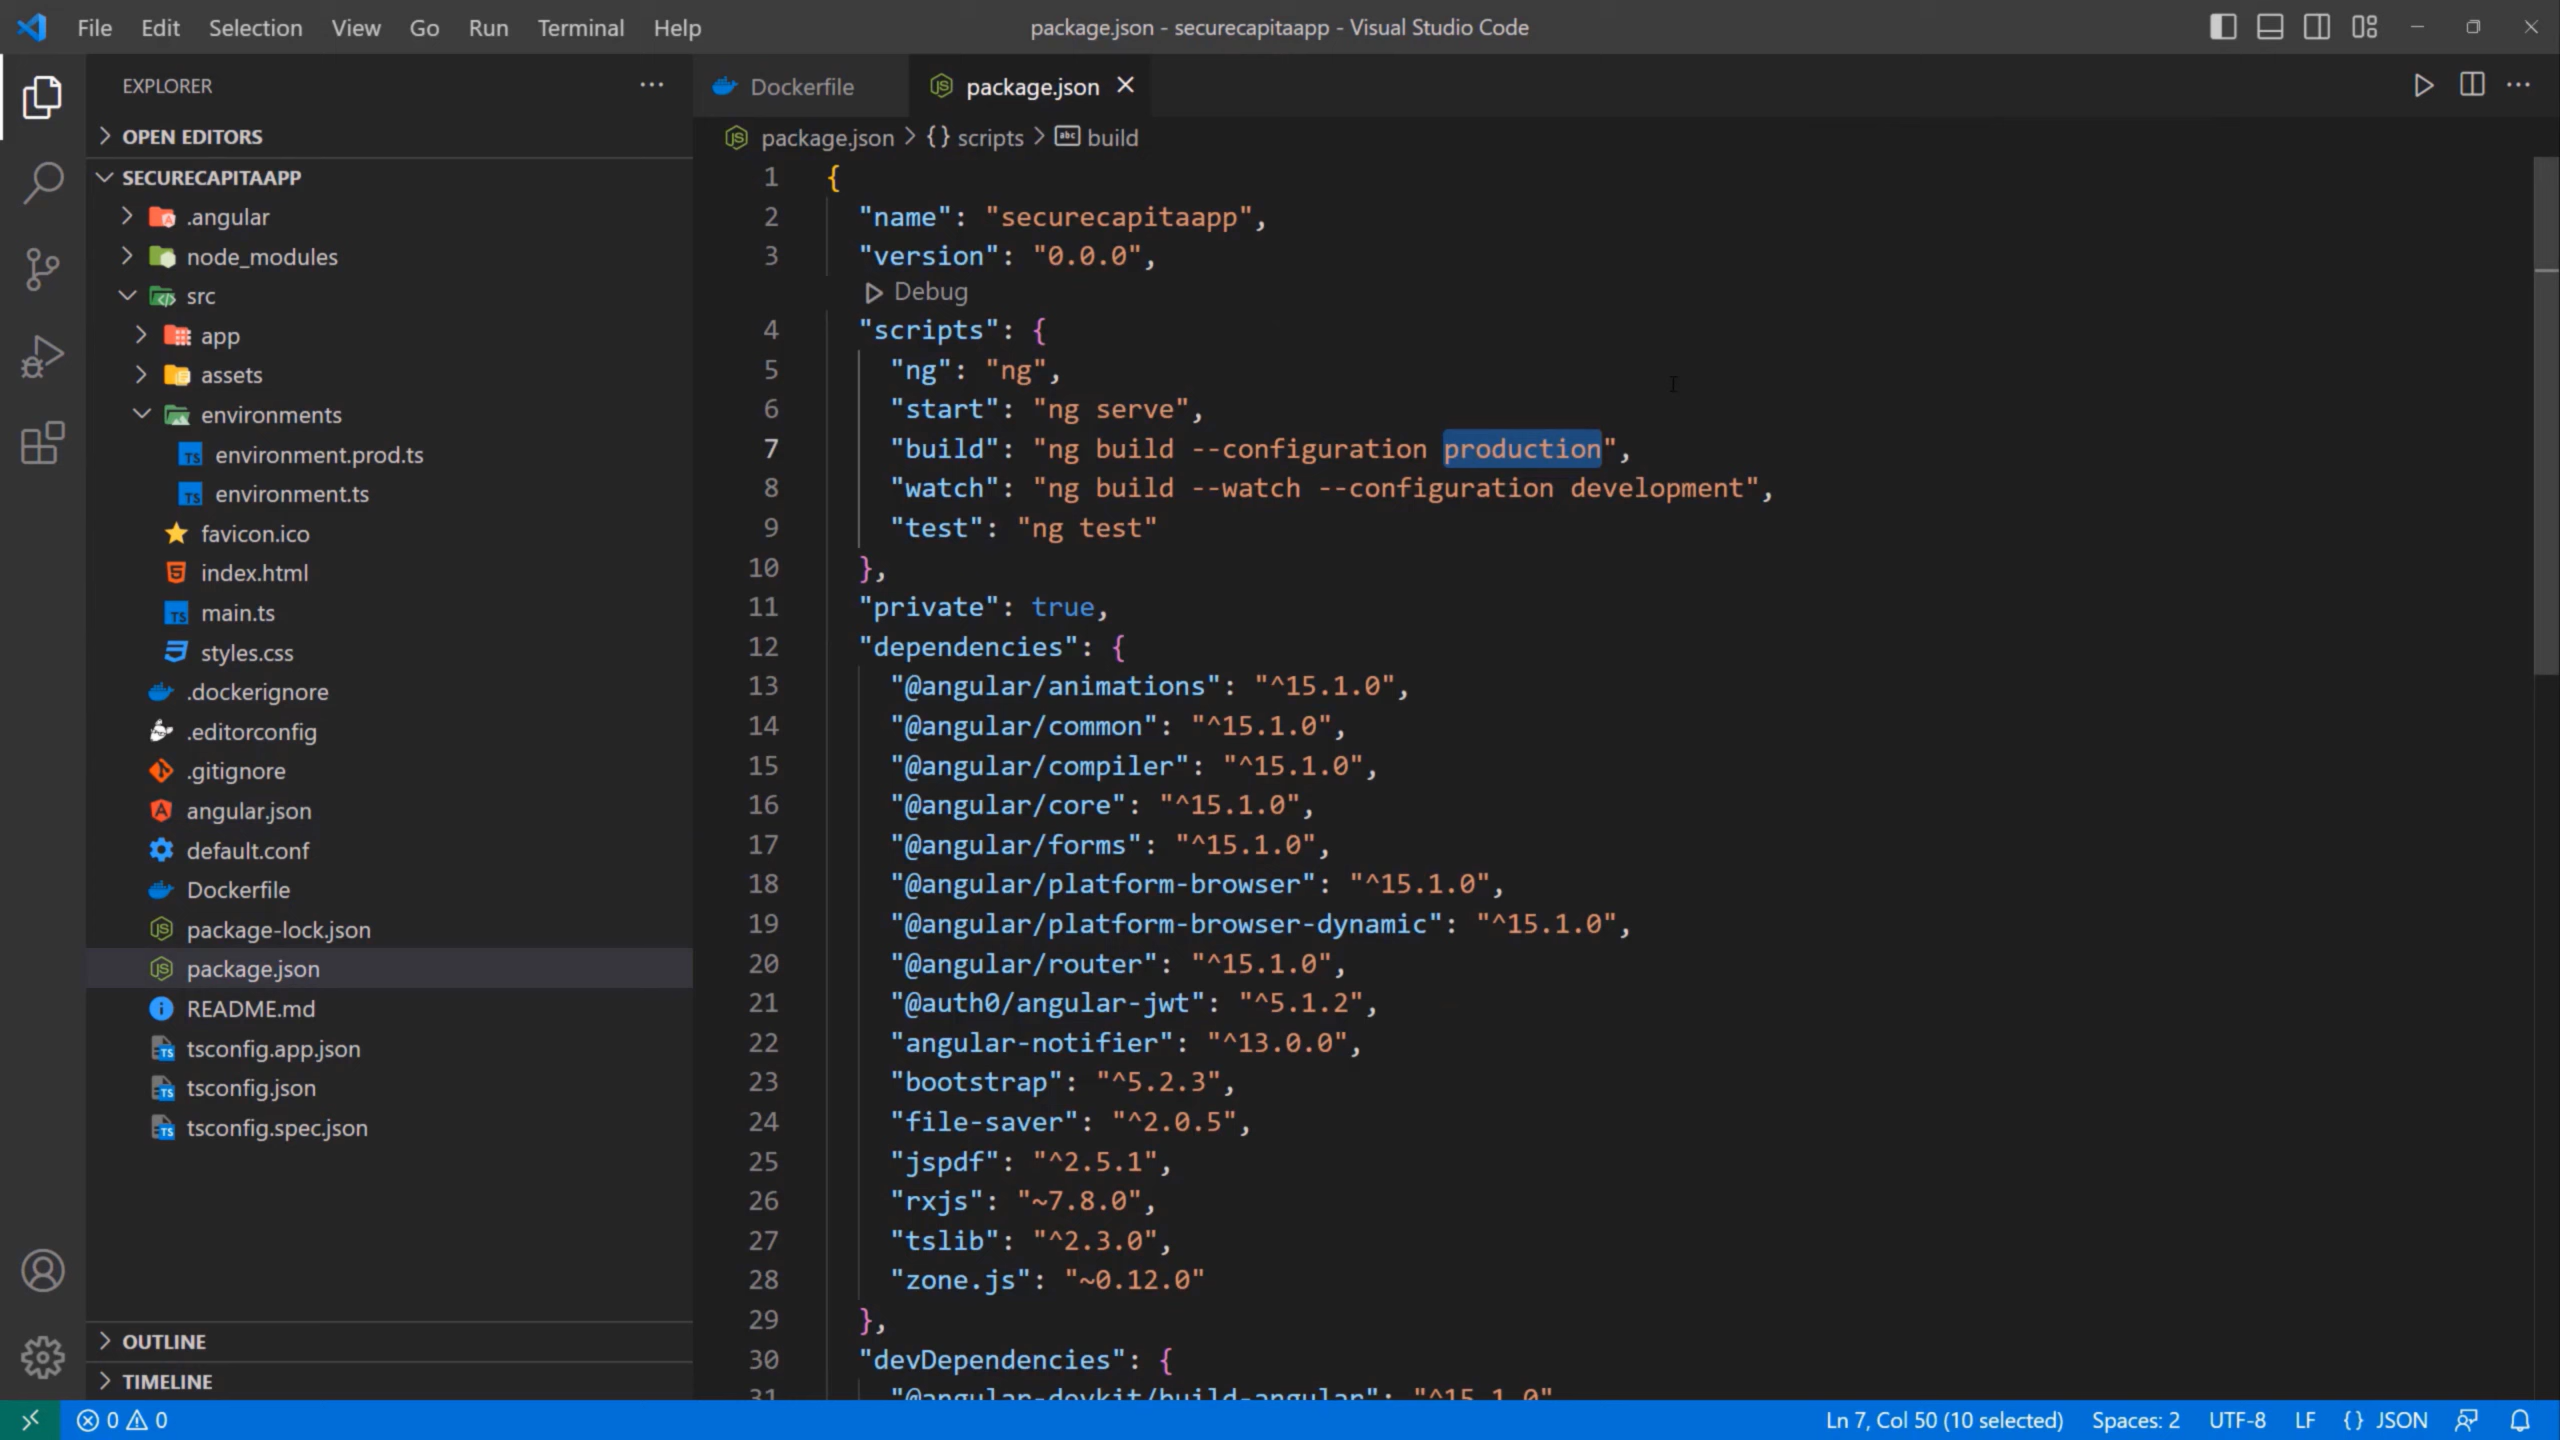 File Edit Selection View Go Run Terminal Help
package.json - securecapitaapp - Visual Studio Code
EXPLORER
OPEN EDITORS
SECURECAPITAAPP
.angular
node_modules
src
app
assets
environments
environment.prod.ts
environment.ts
favicon.ico
index.html
main.ts
styles.css
.dockerignore
.editorconfig
.gitignore
angular.json
default.conf
Dockerfile
package-lock.json
package.json
README.md
tsconfig.app.json
tsconfig.json
tsconfig.spec.json
OUTLINE
TIMELINE
Dockerfile
package.json
package.json > {} scripts > abc build
1 {
2 "name": "securecapitaapp",
3 "version": "0.0.0",
Debug
4 "scripts": {
5 "ng": "ng",
6 "start": "ng serve",
7 "build": "ng build --configuration production",
8 "watch": "ng build --watch --configuration development",
9 "test": "ng test"
10 },
11 "private": true,
12 "dependencies": {
13 "@angular/animations": "^15.1.0",
14 "@angular/common": "^15.1.0",
15 "@angular/compiler": "^15.1.0",
16 "@angular/core": "^15.1.0",
17 "@angular/forms": "^15.1.0",
18 "@angular/platform-browser": "^15.1.0",
19 "@angular/platform-browser-dynamic": "^15.1.0",
20 "@angular/router": "^15.1.0",
21 "@auth0/angular-jwt": "^5.1.2",
22 "angular-notifier": "^13.0.0",
23 "bootstrap": "^5.2.3",
24 "file-saver": "^2.0.5",
25 "jspdf": "^2.5.1",
26 "rxjs": "~7.8.0",
27 "tslib": "^2.3.0",
28 "zone.js": "~0.12.0"
29 },
30 "devDependencies": {
31 "@angular-devkit/build-angular": "^15.1.0"
0 0
Ln 7, Col 50 (10 selected) Spaces: 2 UTF-8 LF {} JSON